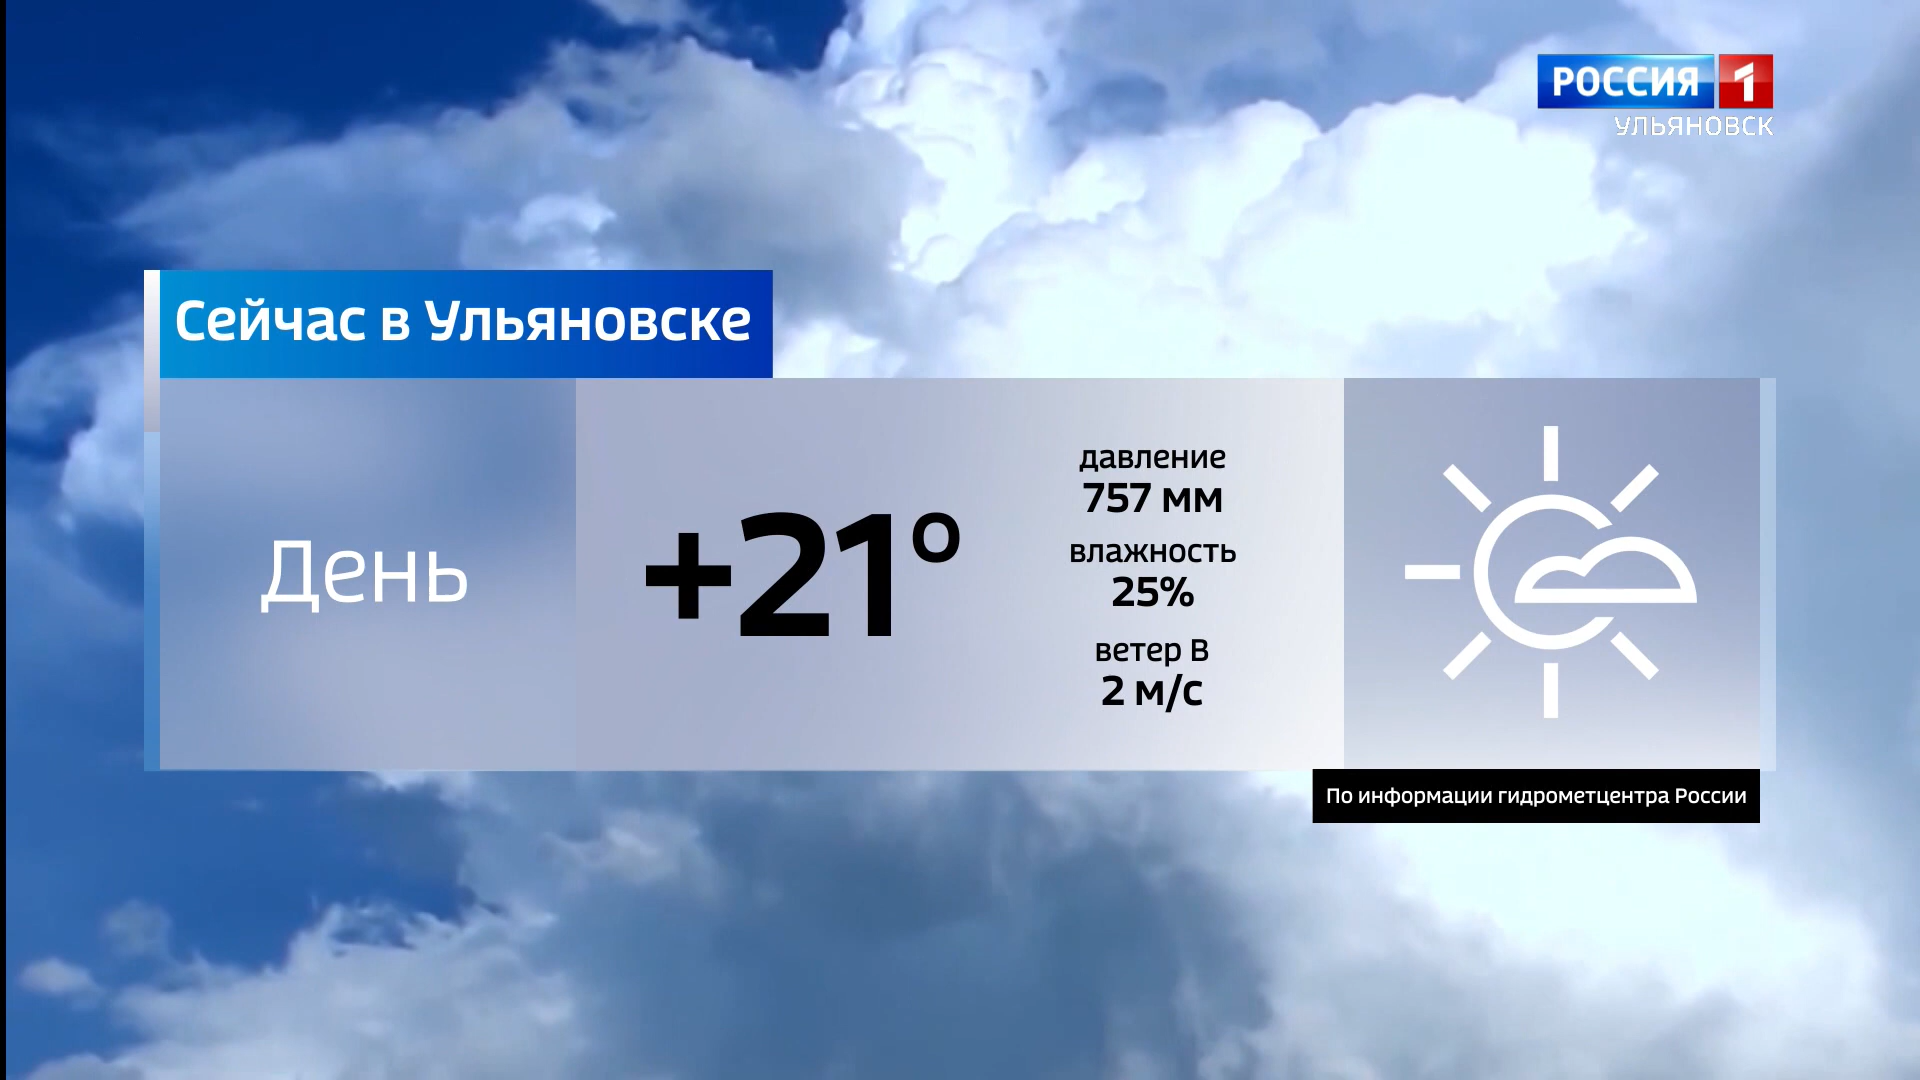 РОССИЯ 1
УЛЬЯНОВСК
Сейчас в Ульяновске
День
+21°
давление
757 мм
влажность
25%
ветер В
2 м/с
По информации гидрометцентра России